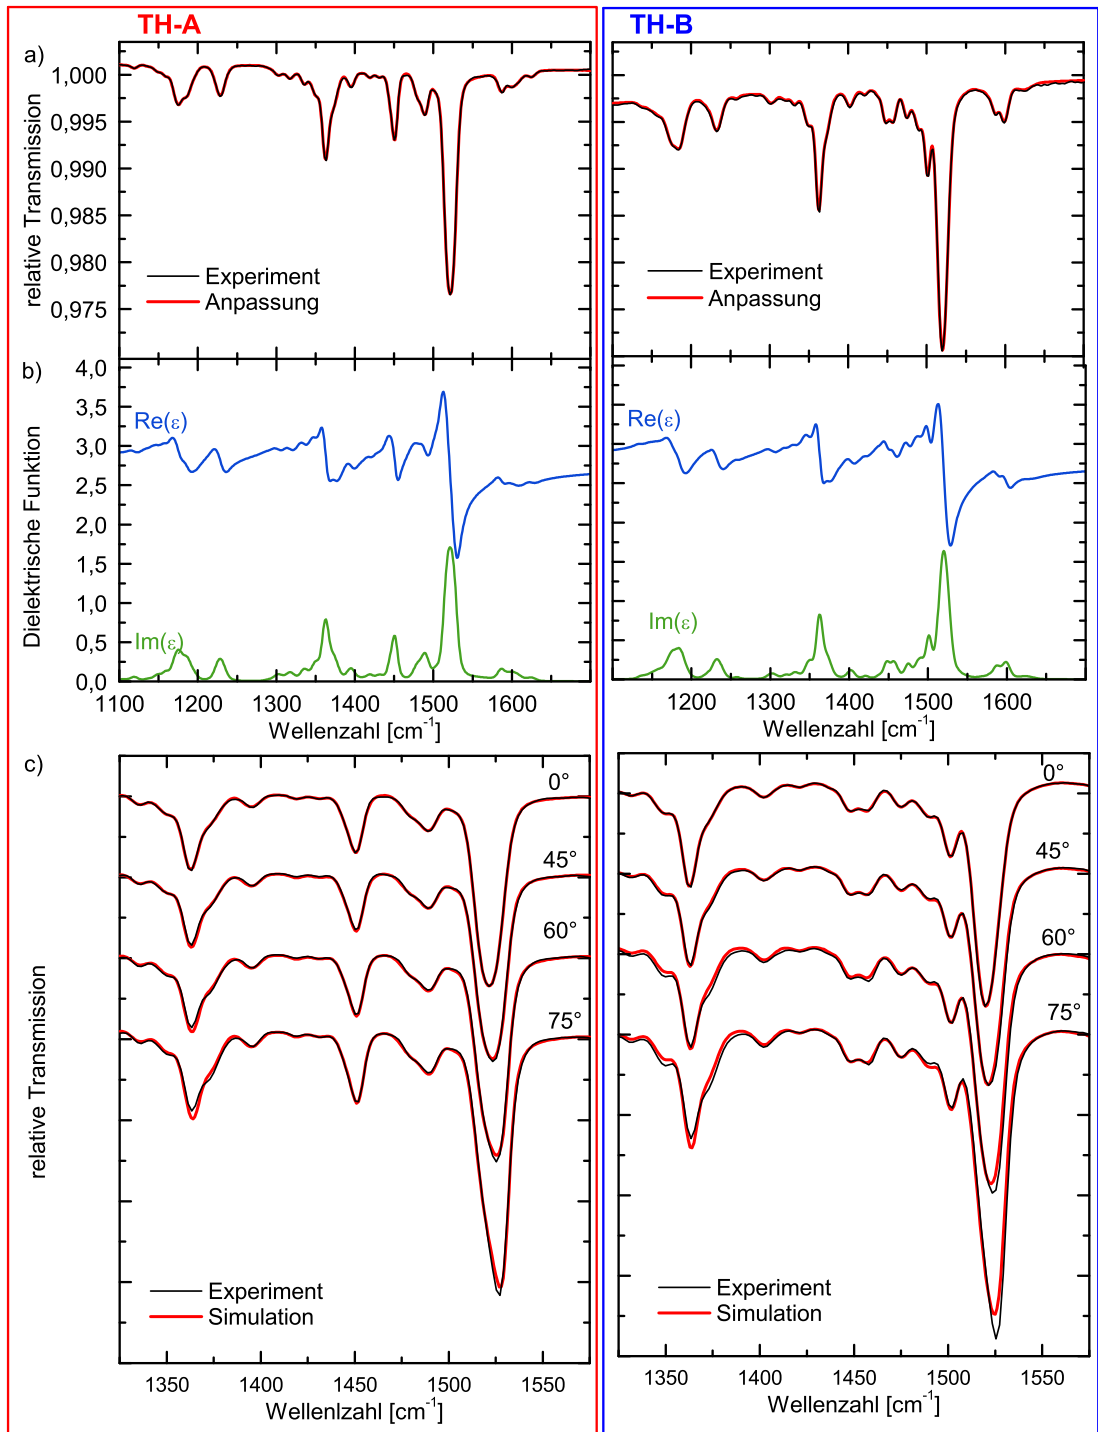 TH-A
TH-B
a)
relative Transmission
1,000
0,995
0,990
0,985
0,980
0,975
Experiment
Anpassung
Experiment
Anpassung
b)
Dielektrische Funktion
4,0
3,5
3,0
2,5
2,0
1,5
1,0
0,5
0,0
Re(ε)
Im(ε)
Re(ε)
Im(ε)
1100 1200 1300 1400 1500 1600
Wellenzahl [cm-1]
1200 1300 1400 1500 1600
Wellenzahl [cm-1]
c)
relative Transmission
0°
45°
60°
75°
Experiment
Simulation
0°
45°
60°
75°
Experiment
Simulation
1350 1400 1450 1500 1550
Wellenlzahl [cm-1]
1350 1400 1450 1500 1550
Wellenzahl [cm-1]